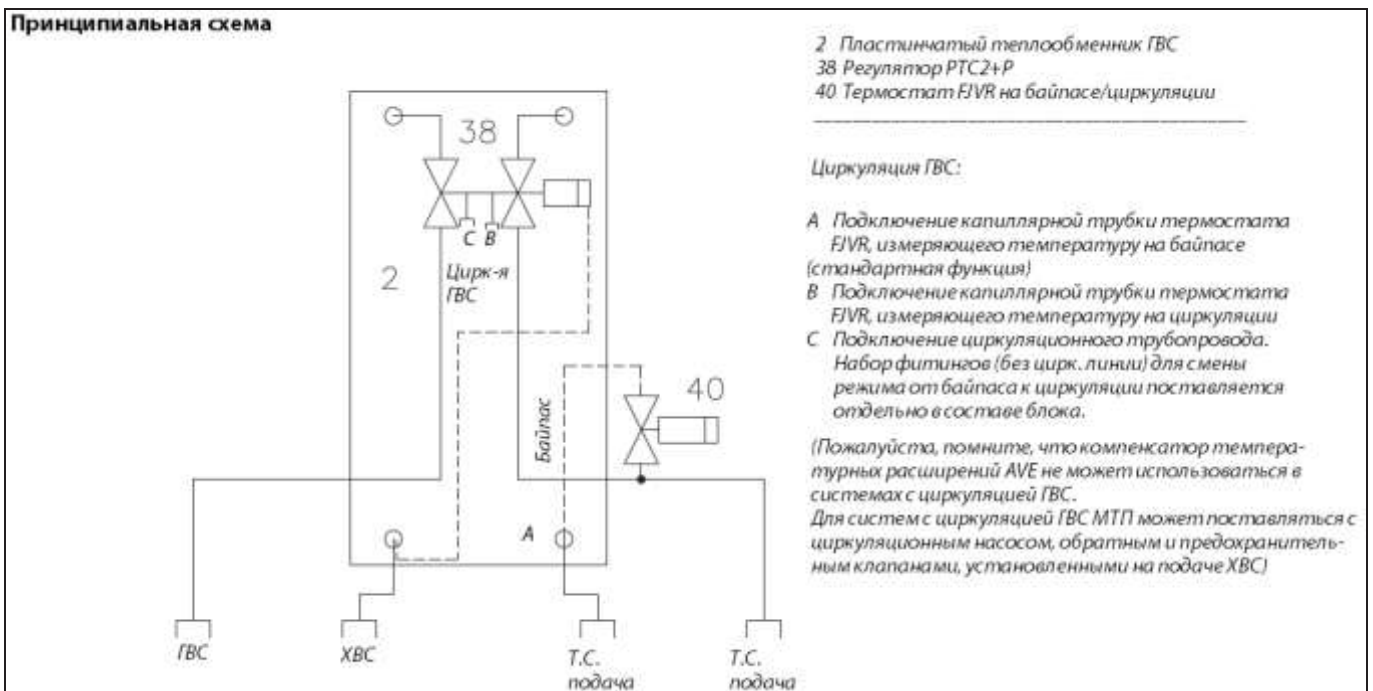 Принципиальная схема
2 Пластинчатый теплообменник ГВС
38 Регулятор РТС2+Р
40 Термостат FJVR на байпасе/циркуляции
Циркуляция ГВС:
A Подключение капиллярной трубки термостата
FJVR, измеряющего температуру на байпасе
(стандартная функция)
B Подключение капиллярной трубки термостата
FJVR, измеряющего температуру на циркуляции
C Подключение циркуляционного трубопровода.
Набор фитингов (без цирк. линии) для смены
режима от байпаса к циркуляции поставляется
отдельно в составе блока.
(Пожалуйста, помните, что компенсатор темпера-
турных расширений AVE не может использоваться в
системах с циркуляцией ГВС.
Для систем с циркуляцией ГВС МТП может поставляться с
циркуляционным насосом, обратным и предохранитель-
ным клапанами, установленными на подаче ХВС)
38
C B
2
Цирк-я
ГВС
40
Байпас
A
ГВС
ХВС
Т.С.
подача
Т.С.
подача